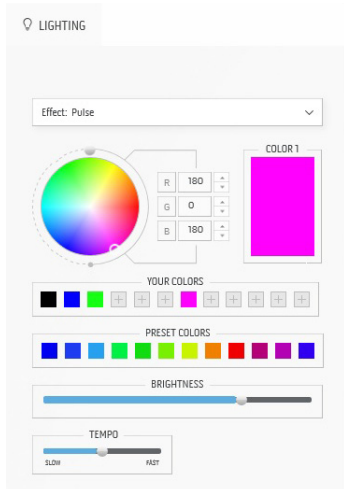 LIGHTING
Effect: Pulse
COLOR 1
R 180
G 0
B 180
YOUR COLORS
PRESET COLORS
BRIGHTNESS
TEMPO
SLOW FAST